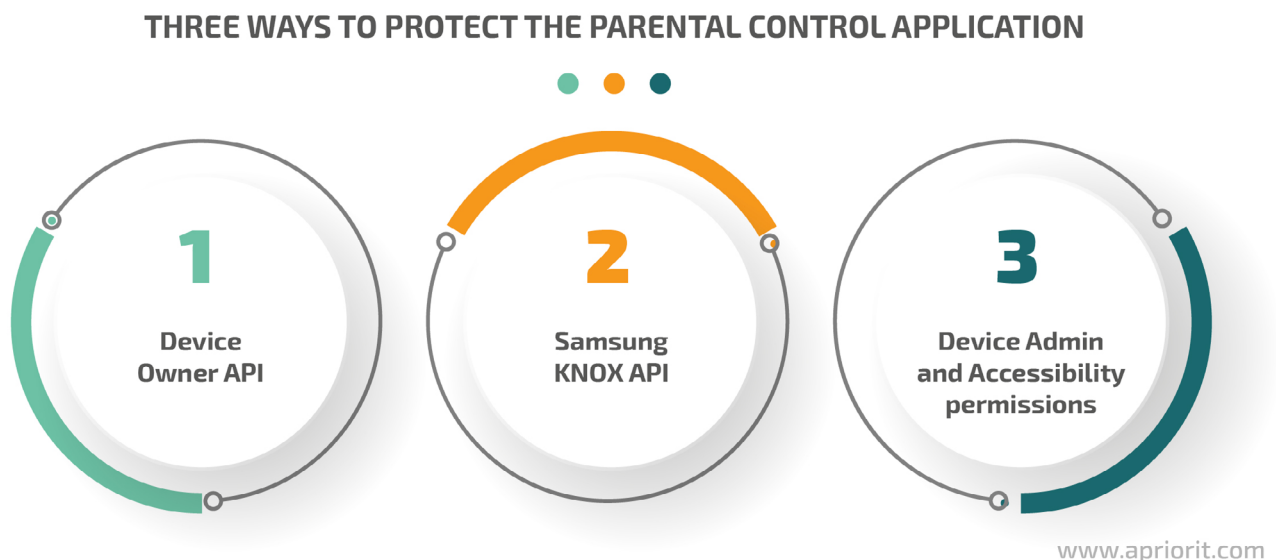 THREE WAYS TO PROTECT THE PARENTAL CONTROL APPLICATION
1
Device
Owner API
2
Samsung
KNOX API
3
Device Admin
and Accessibility
permissions
www.apriorit.com